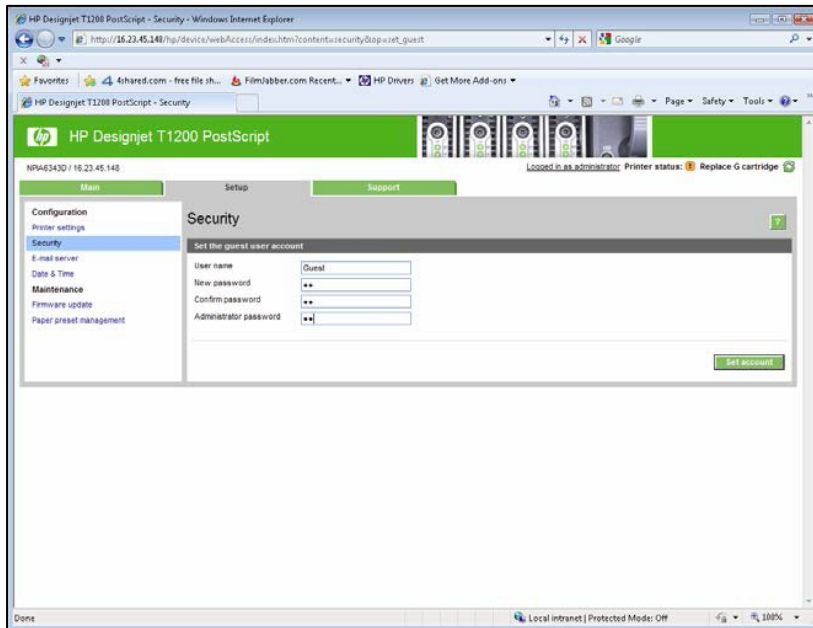 HP Designjet T1200 PostScript - Security - Windows Internet Explorer
http://16.23.45.148/hp/device/webAccess/index.htm?content=security&op=set_guest
Google
Favorites 4shared.com - free file sh... FilmJabber.com Recent... HP Drivers Get More Add-ons
HP Designjet T1200 PostScript - Security
Page Safety Tools
hp HP Designjet T1200 PostScript
NPIA6343D / 16.23.45.148
Logged in as administrator Printer status: Replace G cartridge
Main Setup Support
Configuration
Printer settings
Security
E-mail server
Date & Time
Maintenance
Firmware update
Paper preset management
Security
?
Set the guest user account
User name Guest
New password ••
Confirm password ••
Administrator password ••
Set account
Done
Local intranet | Protected Mode: Off
100%